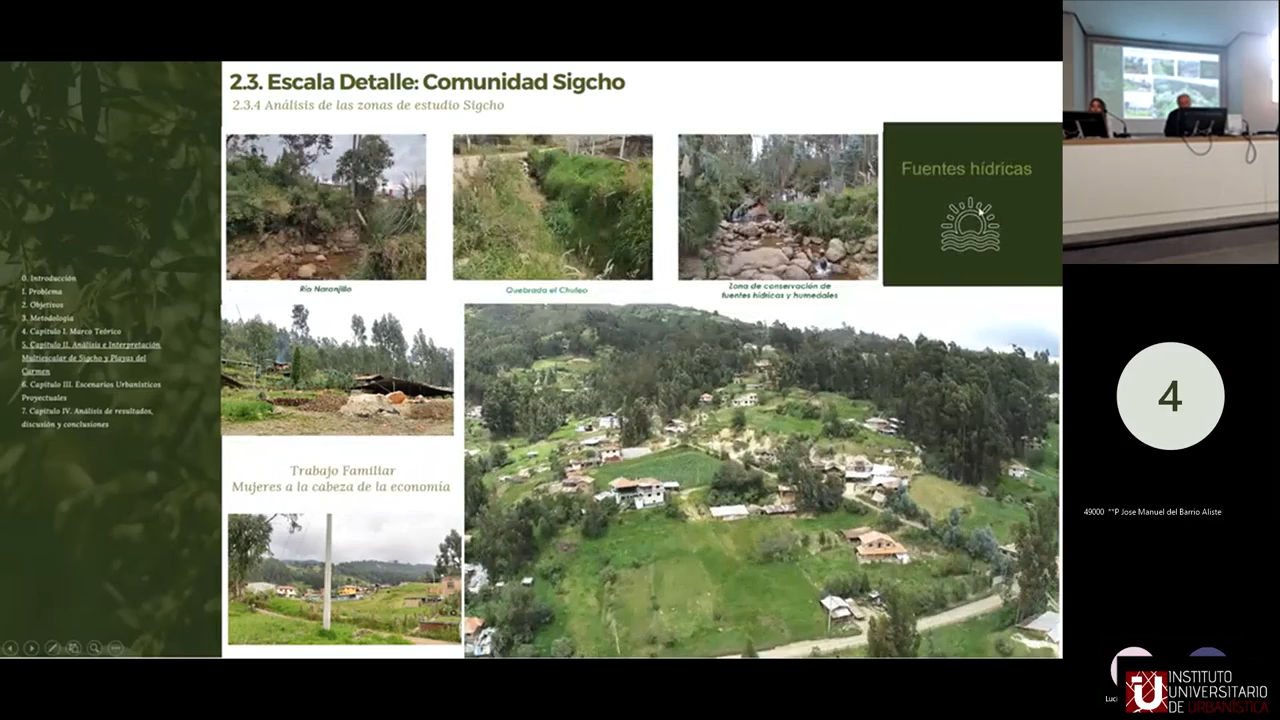 2.3. Escala Detalle: Comunidad Sigcho
2.3.4 Análisis de las zonas de estudio Sigcho
Fuentes hídricas
Río Naranjillo
Quebrada el Chuleo
Zona de conservación de
fuentes hídricas y humedales
0. Introducción
1. Problema
2. Objetivos
3. Metodología
4. Capítulo I. Marco Teórico
5. Capítulo II. Análisis e Interpretación
Multiescalar de Sigcho y Playas del
Carmen
6. Capítulo III. Escenarios Urbanísticos
Proyectuales
7. Capítulo IV. Análisis de resultados,
discusión y conclusiones
Trabajo Familiar
Mujeres a la cabeza de la economía
4
49000 **P Jose Manuel del Barrio Aliste
Luci
INSTITUTO
UNIVERSITARIO
DE URBANÍSTICA